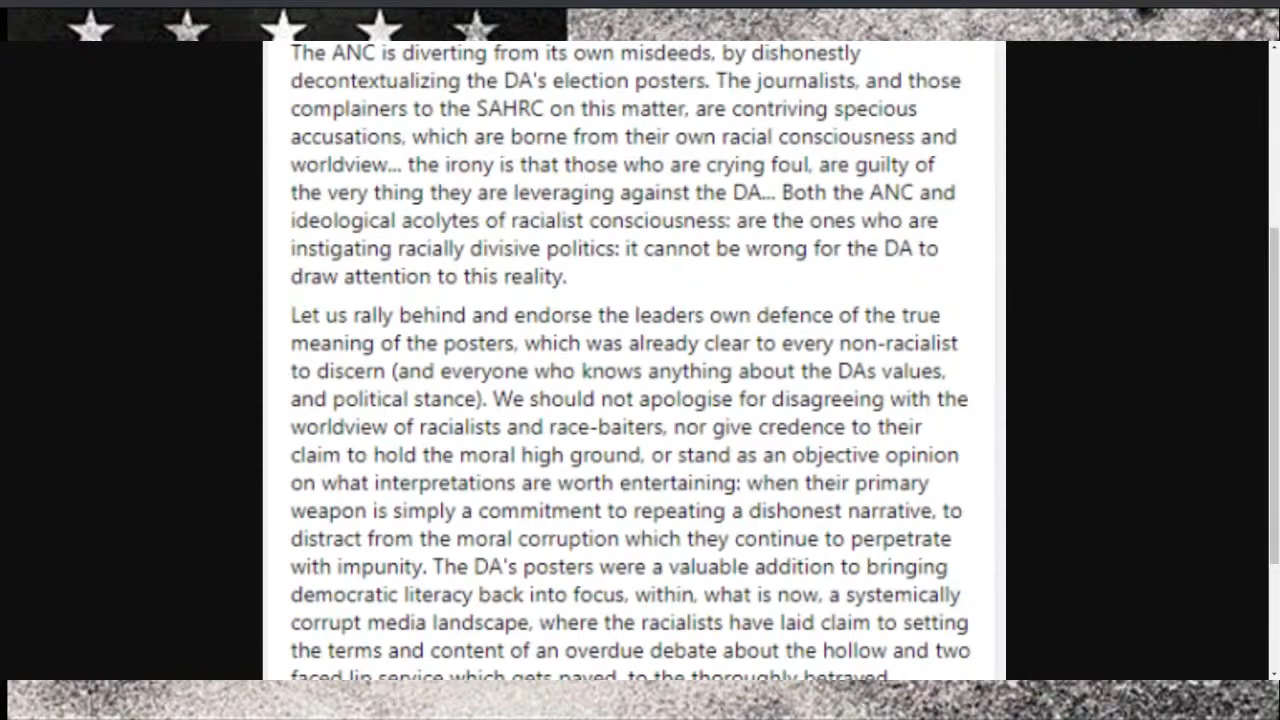 The ANC is diverting from its own misdeeds, by dishonestly
decontextualizing the DA's election posters. The journalists, and those
complainers to the SAHRC on this matter, are contriving specious
accusations, which are borne from their own racial consciousness and
worldview... the irony is that those who are crying foul, are guilty of
the very thing they are leveraging against the DA... Both the ANC and
ideological acolytes of racialist consciousness: are the ones who are
instigating racially divisive politics: it cannot be wrong for the DA to
draw attention to this reality.
Let us rally behind and endorse the leaders own defence of the true
meaning of the posters, which was already clear to every non-racialist
to discern (and everyone who knows anything about the DAs values,
and political stance). We should not apologise for disagreeing with the
worldview of racialists and race-baiters, nor give credence to their
claim to hold the moral high ground, or stand as an objective opinion
on what interpretations are worth entertaining: when their primary
weapon is simply a commitment to repeating a dishonest narrative, to
distract from the moral corruption which they continue to perpetrate
with impunity. The DA's posters were a valuable addition to bringing
democratic literacy back into focus, within, what is now, a systemically
corrupt media landscape, where the racialists have laid claim to setting
the terms and content of an overdue debate about the hollow and two
faced lip service which gets payed, to the thoroughly betrayed